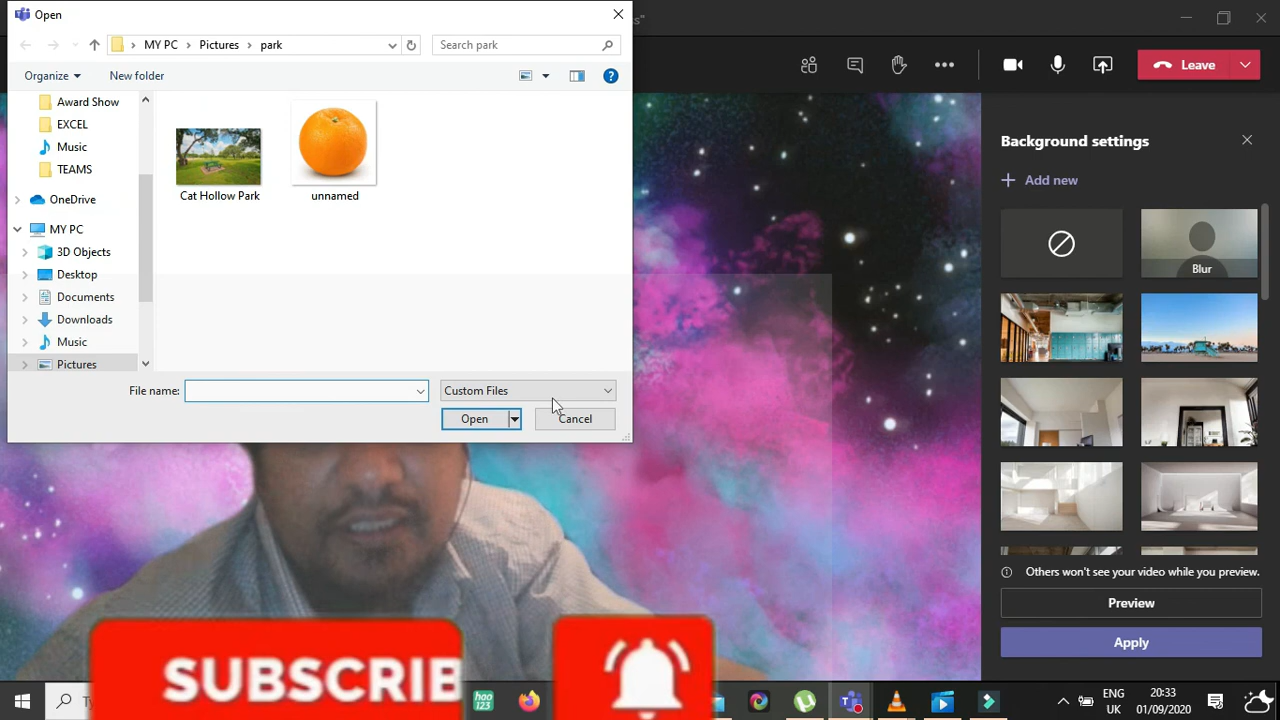 Open
s"
MY PC
Pictures
park
Search park
Organize
New folder
Leave
Award Show
EXCEL
Music
TEAMS
OneDrive
MY PC
3D Objects
Desktop
Documents
Downloads
Music
Pictures
Cat Hollow Park
unnamed
File name:
Custom Files
Open
Cancel
Background settings
Add new
Blur
Others won't see your video while you preview.
Preview
Apply
SUBSCRIB
hoo
123
ENG
UK
20:33
01/09/2020